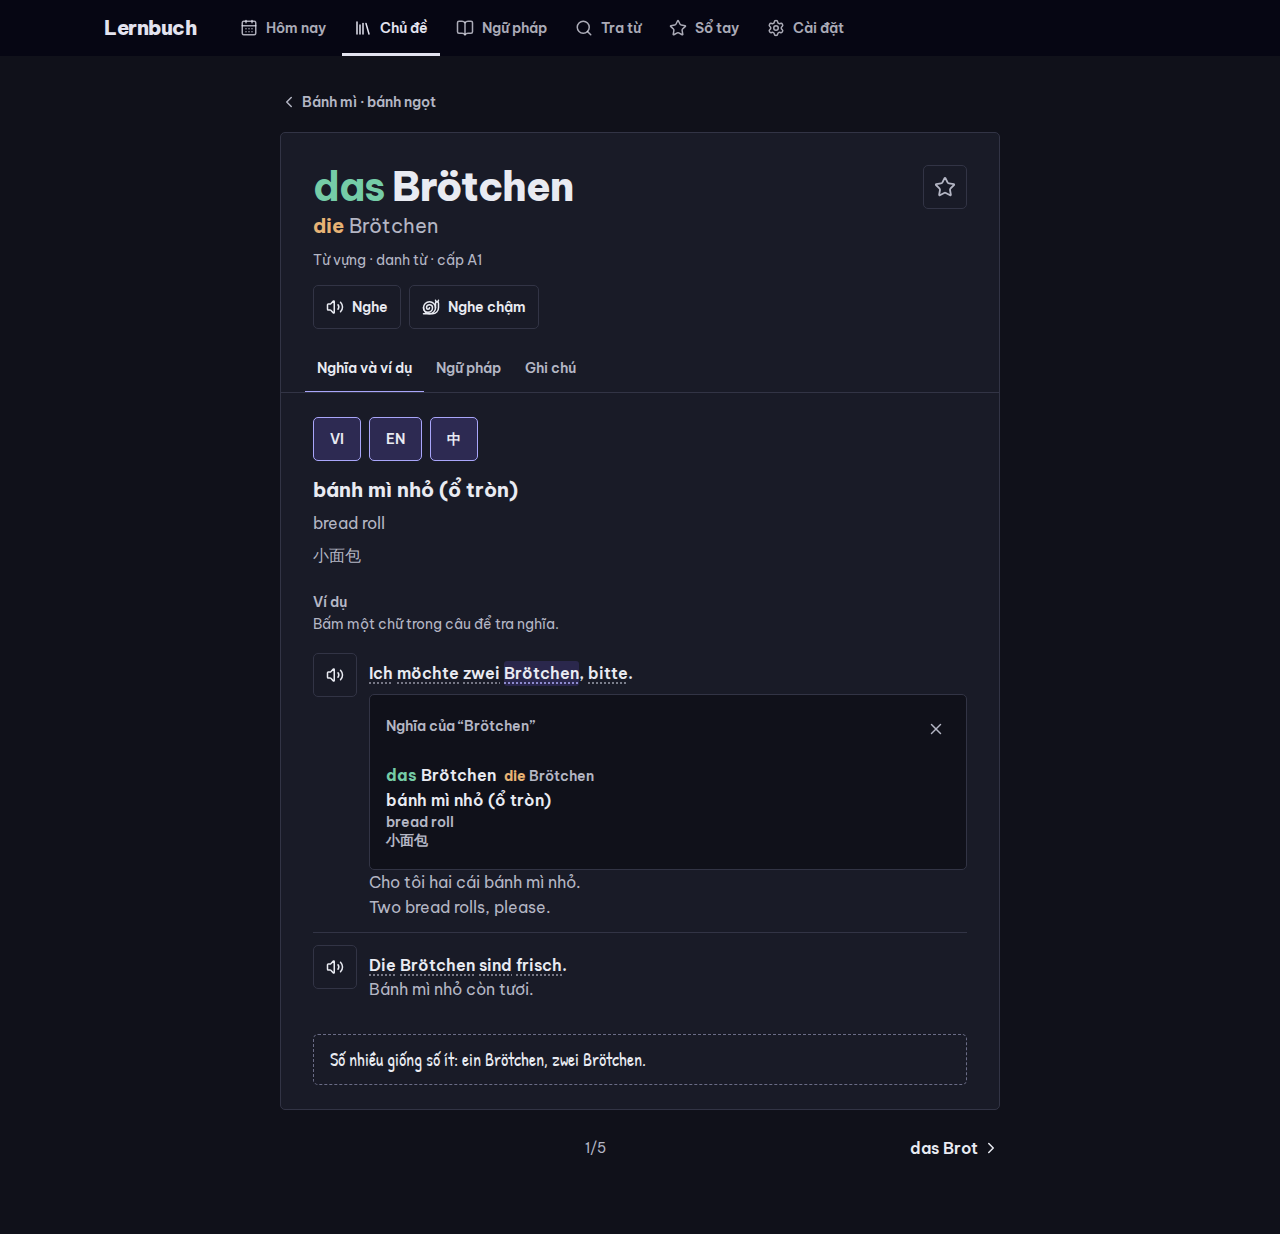 Lernbuch Hôm nay Chủ đề Ngữ pháp Tra từ Sổ tay Cài đặt
Bánh mì · bánh ngọt
das Brötchen
die Brötchen
Từ vựng · danh từ · cấp A1
Nghe Nghe chậm
Nghĩa và ví dụ Ngữ pháp Ghi chú
VI EN 中
bánh mì nhỏ (ổ tròn)
bread roll
小面包
Ví dụ
Bấm một chữ trong câu để tra nghĩa.
Ich möchte zwei Brötchen, bitte.
Nghĩa của “Brötchen”
das Brötchen die Brötchen
bánh mì nhỏ (ổ tròn)
bread roll
小面包
Cho tôi hai cái bánh mì nhỏ.
Two bread rolls, please.
Die Brötchen sind frisch.
Bánh mì nhỏ còn tươi.
Số nhiều giống số ít: ein Brötchen, zwei Brötchen.
1/5 das Brot